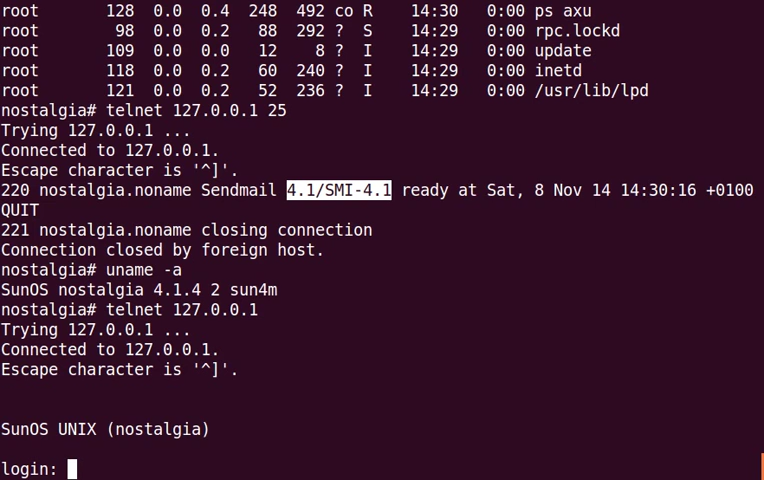 root       128  0.0  0.4  248  492 co R    14:30   0:00 ps axu
root        98  0.0  0.2   88  292 ?  S    14:29   0:00 rpc.lockd
root       109  0.0  0.0   12    8 ?  I    14:29   0:00 update
root       118  0.0  0.2   60  240 ?  I    14:29   0:00 inetd
root       121  0.0  0.2   52  236 ?  I    14:29   0:00 /usr/lib/lpd
nostalgia# telnet 127.0.0.1 25
Trying 127.0.0.1 ...
Connected to 127.0.0.1.
Escape character is '^]'.
220 nostalgia.noname Sendmail 4.1/SMI-4.1 ready at Sat, 8 Nov 14 14:30:16 +0100
QUIT
221 nostalgia.noname closing connection
Connection closed by foreign host.
nostalgia# uname -a
SunOS nostalgia 4.1.4 2 sun4m
nostalgia# telnet 127.0.0.1
Trying 127.0.0.1 ...
Connected to 127.0.0.1.
Escape character is '^]'.
SunOS UNIX (nostalgia)
login: